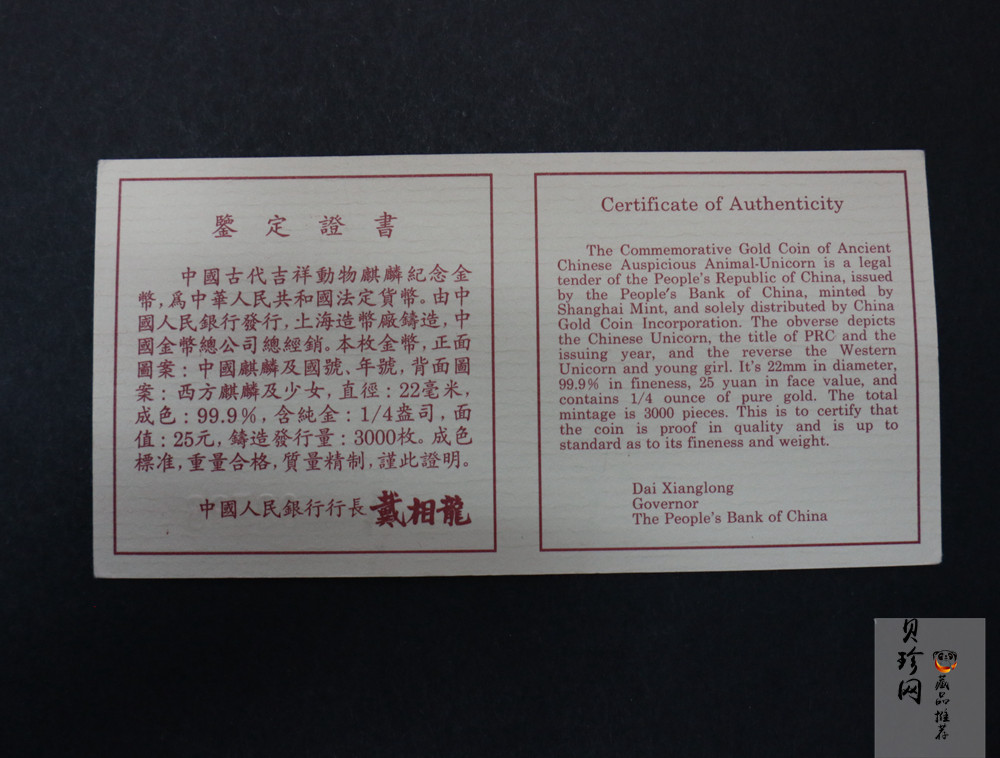 鑒定證書
中國古代吉祥動物麒麟紀念金
幣,爲中華人民共和國法定貨幣。由中
國人民銀行發行,上海造幣廠鑄造,中
國金幣總公司總經銷。本枚金幣,正面
圖案:中國麒麟及國號、年號,背面圖
案:西方麒麟及少女,直徑:22毫米,
成色:99.9%,含純金:1/4盎司,面
值:25元,鑄造發行量:3000枚。成色
標准,重量合格,質量精制,謹此證明。
中國人民銀行行長 戴相龍
Certificate of Authenticity
The Commemorative Gold Coin of Ancient
Chinese Auspicious Animal-Unicorn is a legal
tender of the People's Republic of China, issued
by the People's Bank of China, minted by
Shanghai Mint, and solely distributed by China
Gold Coin Incorporation. The obverse depicts
the Chinese Unicorn, the title of PRC and the
issuing year, and the reverse the Western
Unicorn and young girl. It's 22mm in diameter,
99.9% in fineness, 25 yuan in face value, and
contains 1/4 ounce of pure gold. The total
mintage is 3000 pieces. This is to certify that
the coin is proof in quality and is up to
standard as to its fineness and weight.
Dai Xianglong
Governor
The People's Bank of China
贝珍网
藏品推荐